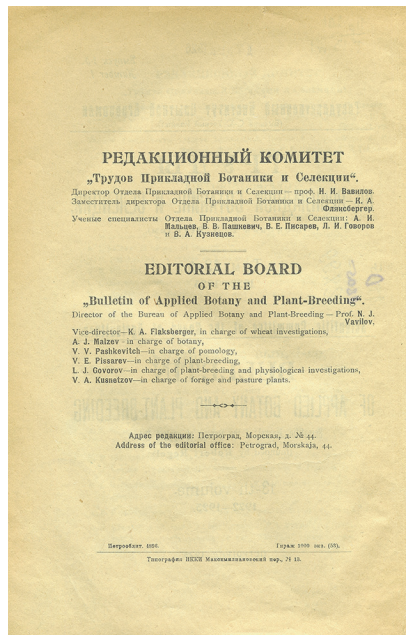 РЕДАКЦИОННЫЙ КОМИТЕТ
„Трудов Прикладной Ботаники и Селекции“.
Директор Отдела Прикладной Ботаники и Селекции — проф. Н. И. Вавилов.
Заместитель директора Отдела Прикладной Ботаники и Селекции — К. А.
Фляксбергер.
Ученые специалисты Отдела Прикладной Ботаники и Селекции: А. И.
Мальцев, В. В. Пашкевич, В. Е. Писарев, Л. И. Говоров
и В. А. Кузнецов.
EDITORIAL BOARD
OF THE
„Bulletin of Applied Botany and Plant-Breeding“.
Director of the Bureau of Applied Botany and Plant-Breeding — Prof. N. J.
Vavilov.
Vice-director—K. A. Flaksberger, in charge of wheat investigations,
A. J. Malzev - in charge of botany,
V. V. Pashkevitch—in charge of pomology,
V. E. Pissarev—in charge of plant-breeding,
L. J. Govorov—in charge of plant-breeding and physiological investigations,
V. A. Kusnetzov—in charge of forage and pasture plants.
Адрес редакции: Петроград, Морская, д. № 44.
Address of the editorial office: Petrograd, Morskaja, 44.
Петрооблит. Тираж экз.
Типография Максимилиановский пер., № 13.